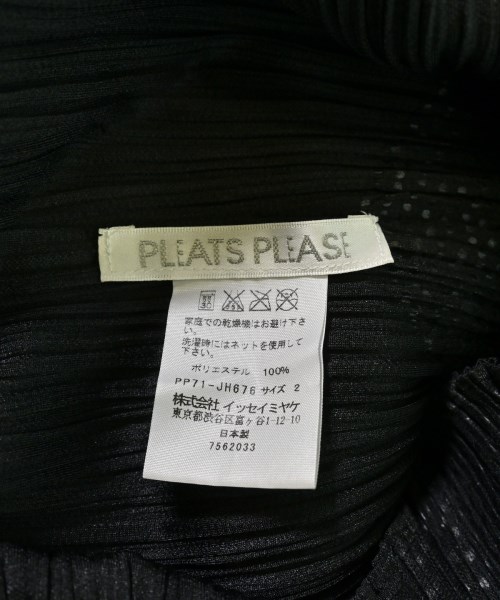 PLEATS PLEASE
家庭での乾燥機はお避け下さ
い。
洗濯時にはネットを使用して
下さい。
ポリエステル 100%
PP71-JH676 サイズ 2
株式会社 イッセイミヤケ
東京都渋谷区富ヶ谷1-12-10
日本製
7562033